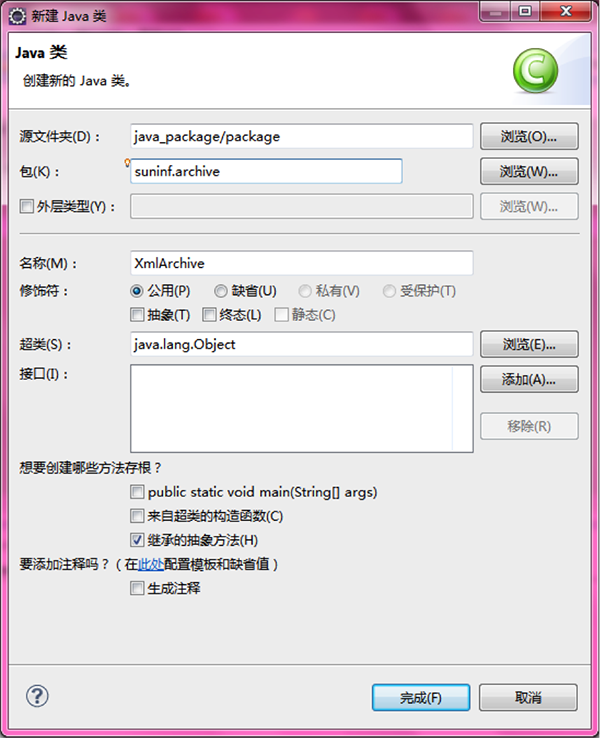 新建 Java 类
Java 类
创建新的 Java 类。
源文件夹(D)： java_package/package 浏览(O)...
包(K)： suninf.archive 浏览(W)...
外层类型(Y)： 浏览(W)...
名称(M)： XmlArchive
修饰符： 公用(P) 缺省(U) 私有(V) 受保护(T)
抽象(T) 终态(L) 静态(C)
超类(S)： java.lang.Object 浏览(E)...
接口(I)： 添加(A)...
移除(R)
想要创建哪些方法存根？
public static void main(String[] args)
来自超类的构造函数(C)
继承的抽象方法(H)
要添加注释吗？（在此处配置模板和缺省值）
生成注释
? 完成(F) 取消